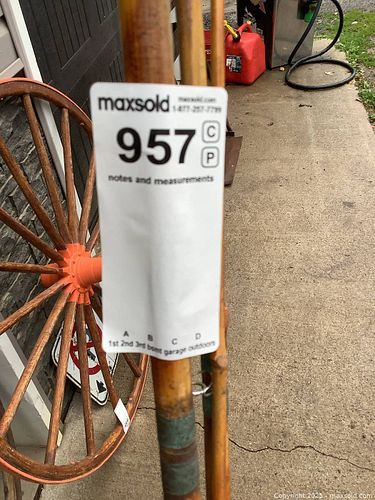 maxsold maxsold.com
1-877-257-7799
957 C
P
notes and measurements
A B C D
1st 2nd 3rd bsmt garage outdoors
Copyright 2023 - maxsold.com